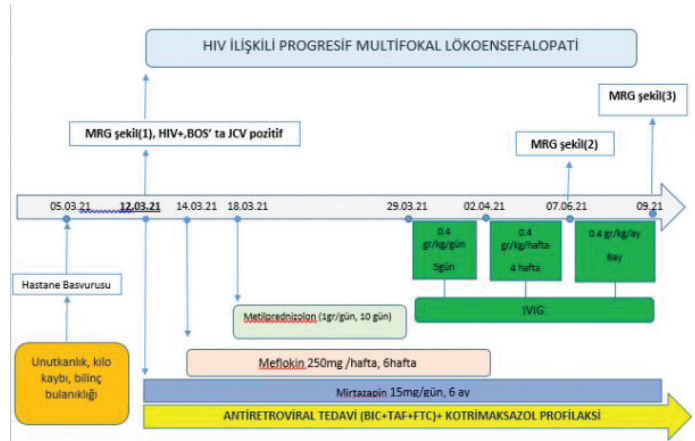 HIV İLİŞKİLİ PROGRESİF MULTİFOKAL LÖKOENSEFALOPATİ
MRG şekil(3)
MRG şekil(1), HIV+,BOS' ta JCV pozitif
MRG şekil(2)
05.03.21 12.03.21 14.03.21 18.03.21 29.03.21 02.04.21 07.06.21 09.21
0.4
gr/kg/gün
5gün
0.4
gr/kg/hafta
4 hafta
0.4 gr/kg/ay
6ay
Hastane Basvurusu
IVIG
Metilprednizolon (1gr/gün, 10 gün)
Unutkanlık, kilo
kaybı, bilinç
bulanıklığı
Meflokin 250mg /hafta, 6hafta
Mirtazapin 15mg/gün, 6 ay
ANTİRETROVİRAL TEDAVİ (BIC+TAF+FTC)+ KOTRİMAKSAZOL PROFİLAKSİ